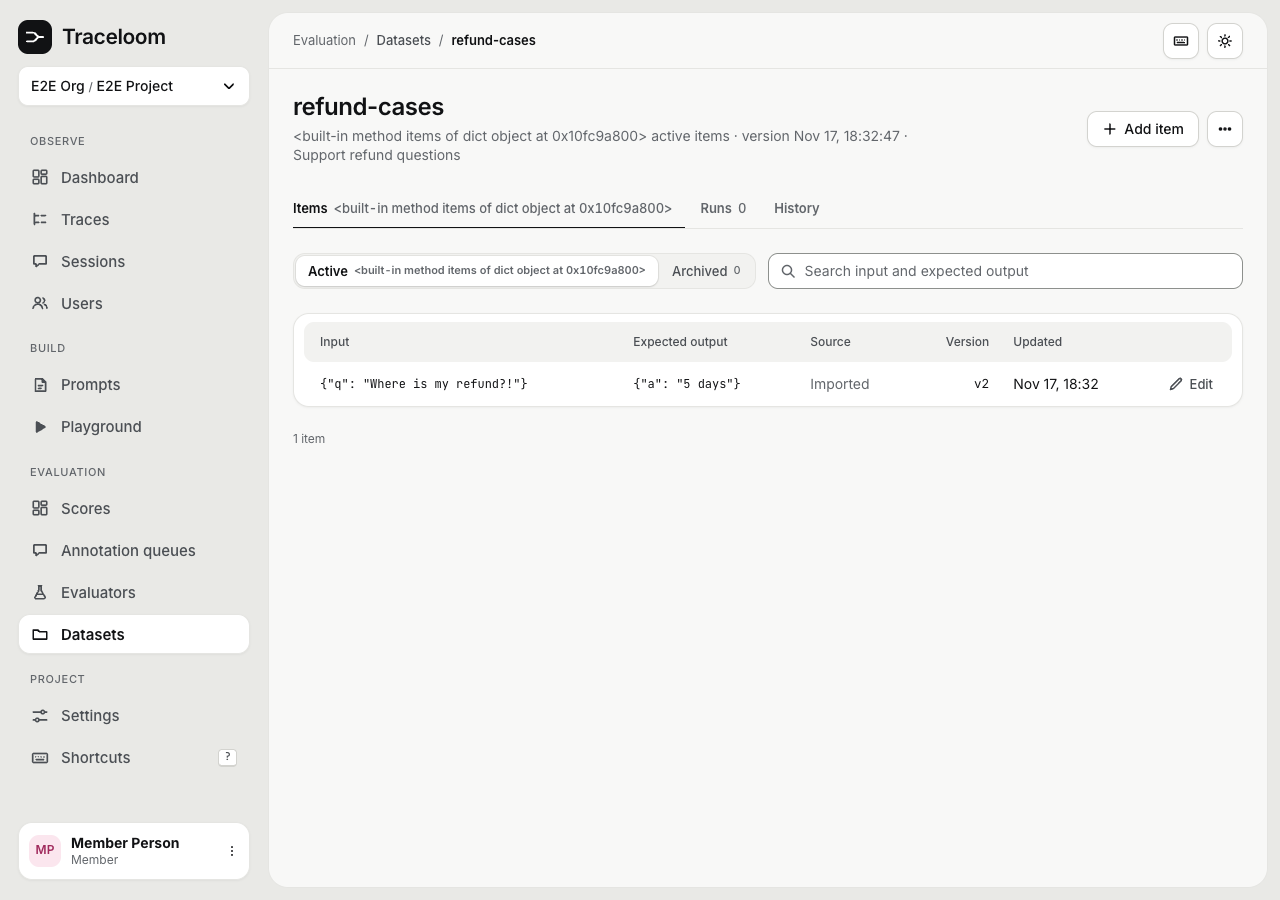 Traceloom
E2E Org / E2E Project
OBSERVE
Dashboard
Traces
Sessions
Users
BUILD
Prompts
Playground
EVALUATION
Scores
Annotation queues
Evaluators
Datasets
PROJECT
Settings
Shortcuts ?
MP
Member Person
Member
Evaluation / Datasets / refund-cases
refund-cases
<built-in method items of dict object at 0x10fc9a800> active items · version Nov 17, 18:32:47 ·
Support refund questions
Add item
Items <built-in method items of dict object at 0x10fc9a800> Runs 0 History
Active <built-in method items of dict object at 0x10fc9a800> Archived 0 Search input and expected output
Input Expected output Source Version Updated
{"q": "Where is my refund?!"} {"a": "5 days"} Imported v2 Nov 17, 18:32 Edit
1 item